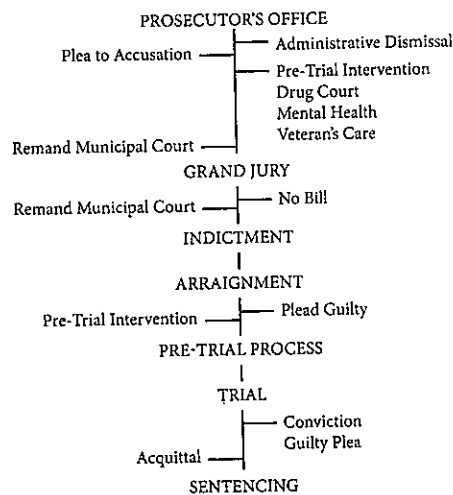 PROSECUTOR'S OFFICE
Administrative Dismissal
Plea to Accusation
Pre-Trial Intervention
Drug Court
Mental Health
Veteran's Care
Remand Municipal Court
GRAND JURY
No Bill
Remand Municipal Court
INDICTMENT
ARRAIGNMENT
Plead Guilty
Pre-Trial Intervention
PRE-TRIAL PROCESS
TRIAL
Conviction
Guilty Plea
Acquittal
SENTENCING